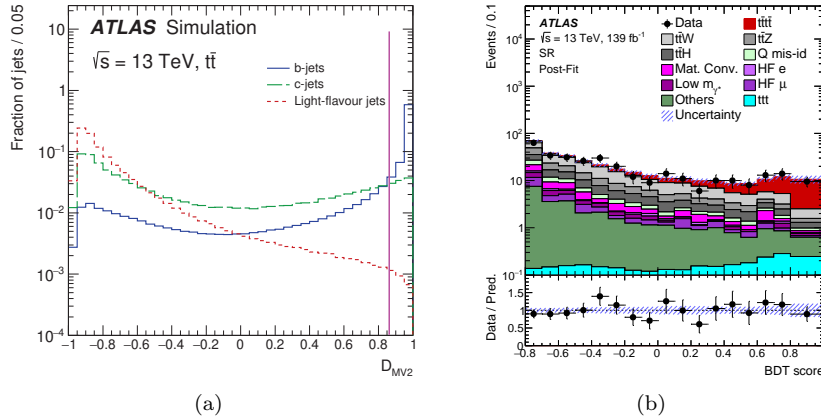 ATLAS Simulation
√s = 13 TeV, tt̄
b-jets
c-jets
Light-flavour jets
Fraction of jets / 0.05
1
10⁻¹
10⁻²
10⁻³
10⁻⁴
−1 −0.8 −0.6 −0.4 −0.2 0 0.2 0.4 0.6 0.8 1
D_MV2
(a)
ATLAS
√s = 13 TeV, 139 fb⁻¹
SR
Post-Fit
Data tt̄tt̄
tt̄W tt̄Z
tt̄H Q mis-id
Mat. Conv. HF e
Low m_γ* HF μ
Others ttt
Uncertainty
Events / 0.1
10⁴
10³
10²
10
1
10⁻¹
Data / Pred.
1.5
1
0.5
0
−0.8 −0.6 −0.4 −0.2 0 0.2 0.4 0.6 0.8
BDT score
(b)